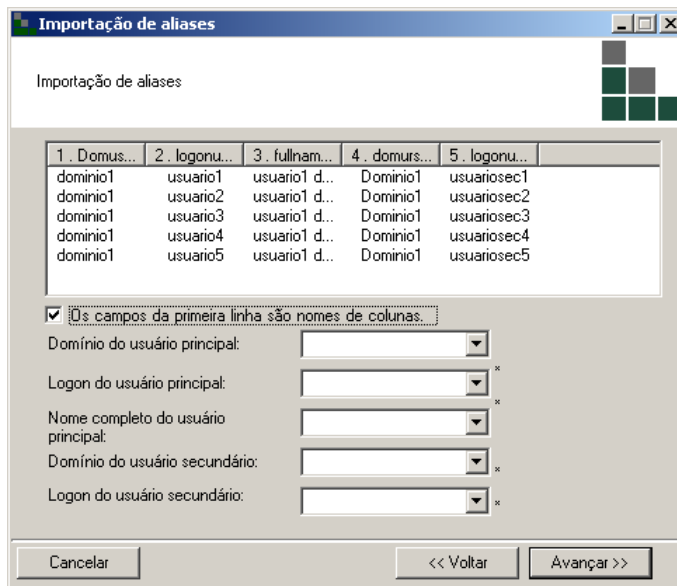 Importação de aliases
Importação de aliases
1 . Domus... 2 . logonu... 3 . fullnam... 4 . domurs... 5 . logonu...
dominio1 usuario1 usuario1 d... Dominio1 usuariosec1
dominio1 usuario2 usuario1 d... Dominio1 usuariosec2
dominio1 usuario3 usuario1 d... Dominio1 usuariosec3
dominio1 usuario4 usuario1 d... Dominio1 usuariosec4
dominio1 usuario5 usuario1 d... Dominio1 usuariosec5
Os campos da primeira linha são nomes de colunas.
Domínio do usuário principal:
*
Logon do usuário principal:
*
Nome completo do usuário
principal:
Domínio do usuário secundário: *
Logon do usuário secundário: *
Cancelar << Voltar Avançar >>